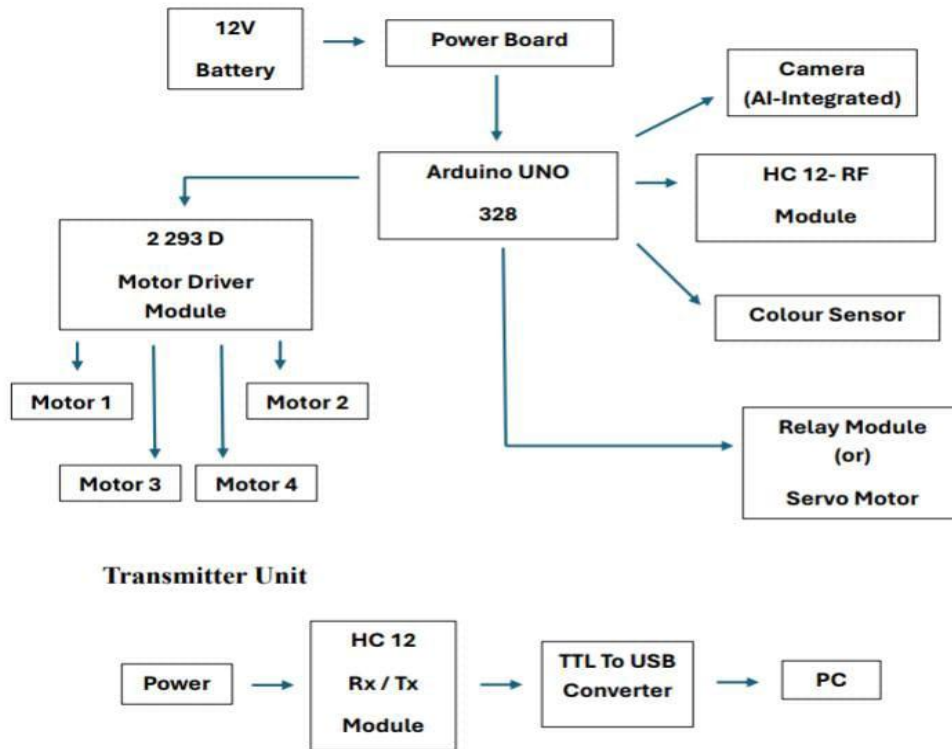 12V
Battery
Power Board
Camera
(AI-Integrated)
Arduino UNO
328
HC 12- RF
Module
2 293 D
Motor Driver
Module
Colour Sensor
Motor 1
Motor 2
Motor 3
Motor 4
Relay Module
(or)
Servo Motor
Transmitter Unit
Power
HC 12
Rx / Tx
Module
TTL To USB
Converter
PC